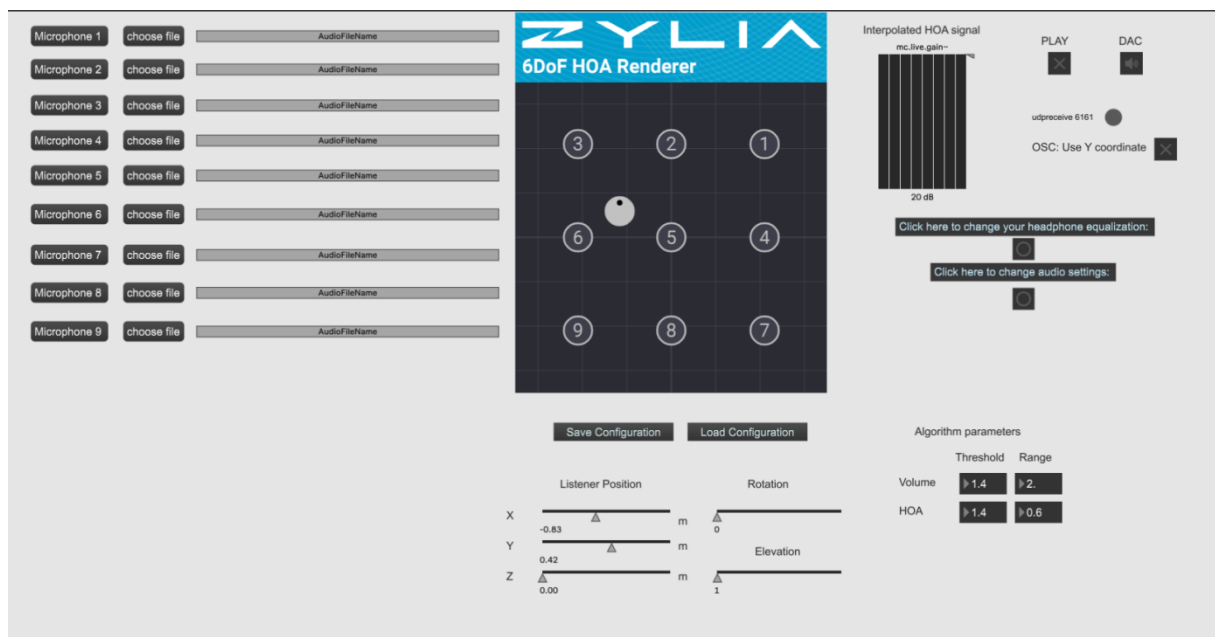 Microphone 1 choose file AudioFileName
Microphone 2 choose file AudioFileName
Microphone 3 choose file AudioFileName
Microphone 4 choose file AudioFileName
Microphone 5 choose file AudioFileName
Microphone 6 choose file AudioFileName
Microphone 7 choose file AudioFileName
Microphone 8 choose file AudioFileName
Microphone 9 choose file AudioFileName
ZYLIA
6DoF HOA Renderer
3 2 1
6 5 4
9 8 7
Interpolated HOA signal
mc.live.gain~
20 dB
PLAY DAC
udpreceive 6161
OSC: Use Y coordinate
Click here to change your headphone equalization:
Click here to change audio settings:
Save Configuration Load Configuration
Listener Position Rotation
X m
-0.83 0
Y m
0.42 Elevation
Z m
0.00 1
Algorithm parameters
Threshold Range
Volume 1.4 2.
HOA 1.4 0.6